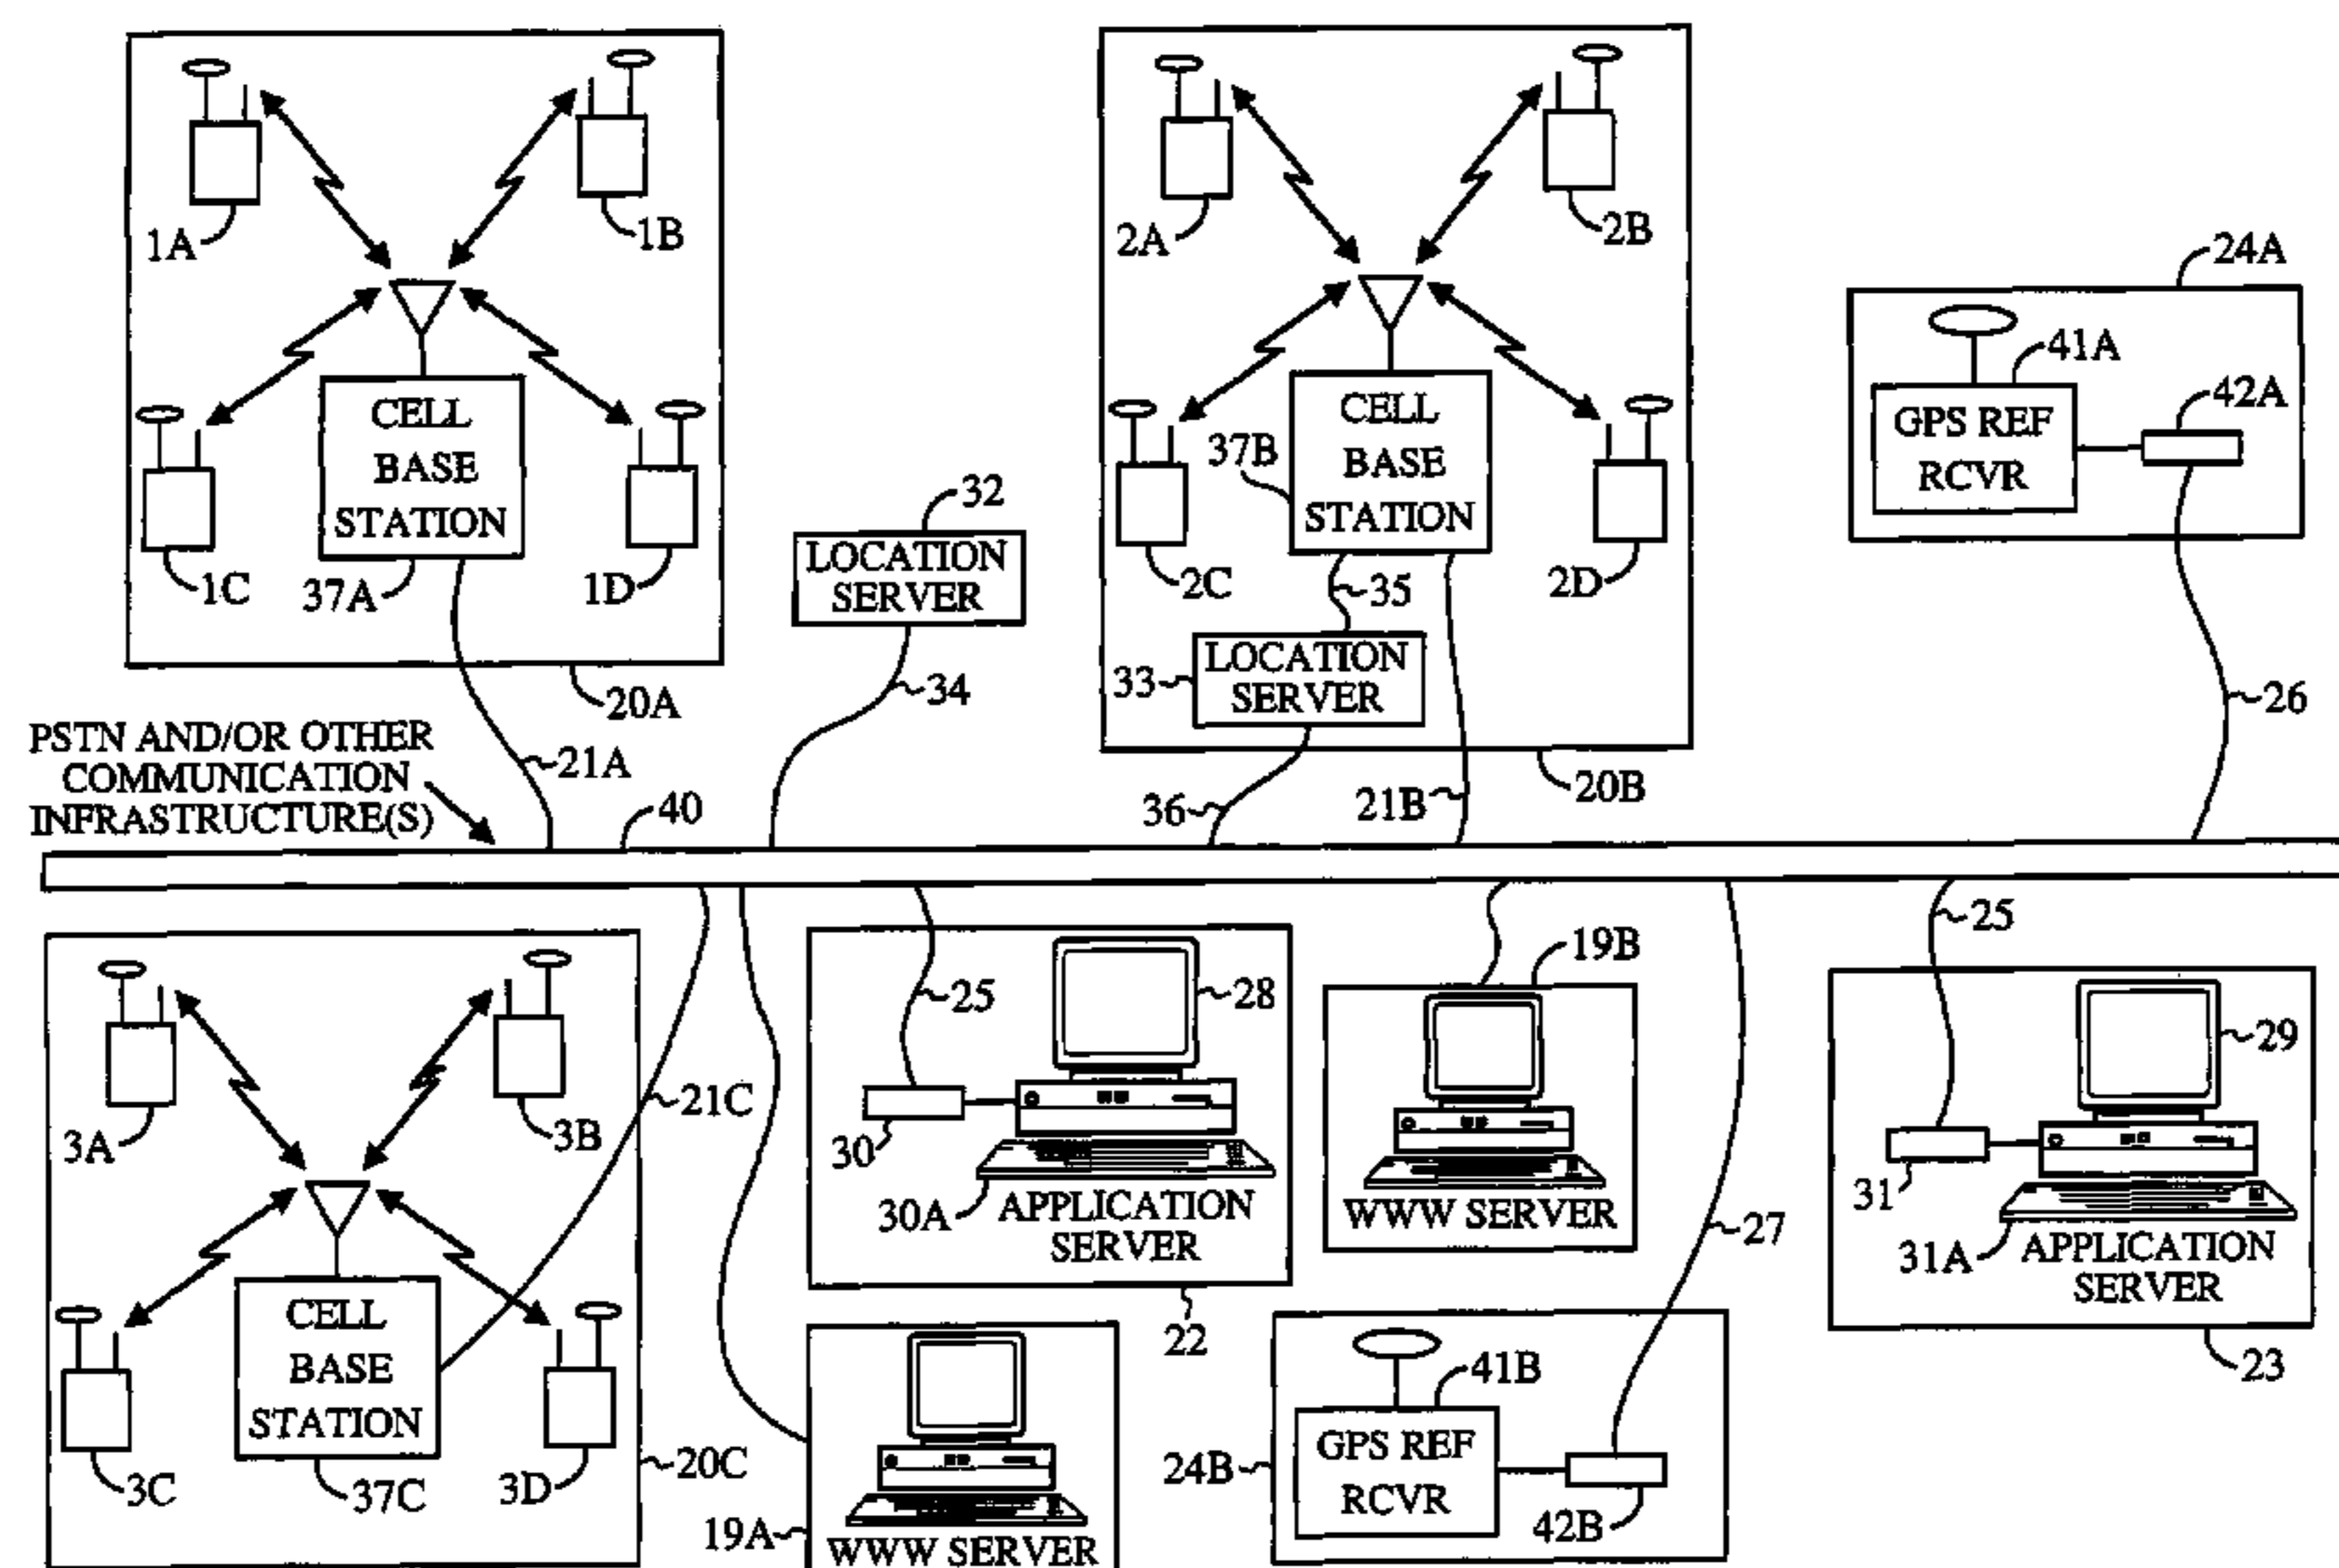 1A
1B
1C
1D
CELL
BASE
STATION
37A
20A
21A
PSTN AND/OR OTHER
COMMUNICATION
INFRASTRUCTURE(S)
40
32
LOCATION
SERVER
34
2A
2B
2C
2D
37B
CELL
BASE
STATION
35
33
LOCATION
SERVER
36
21B
20B
24A
41A
GPS REF
RCVR
42A
26
3A
3B
3C
3D
CELL
BASE
STATION
37C
20C
21C
25
28
30
30A
APPLICATION
SERVER
22
19A
WWW SERVER
19B
WWW SERVER
27
24B
41B
GPS REF
RCVR
42B
25
29
31
31A
APPLICATION
SERVER
23